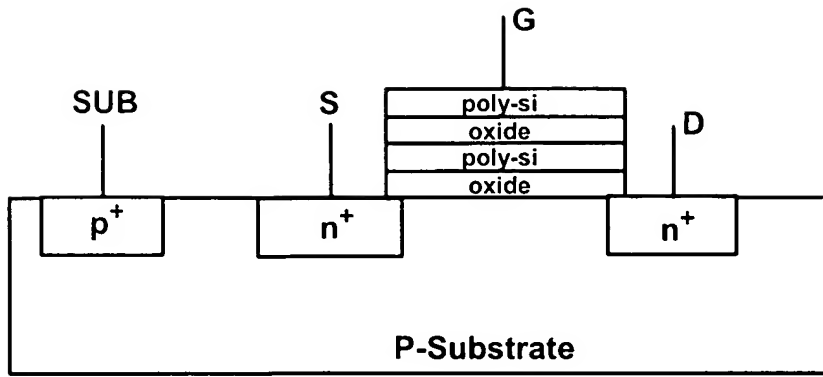 G
SUB
S
poly-si
oxide
D
poly-si
oxide
p+
n+
n+
P-Substrate